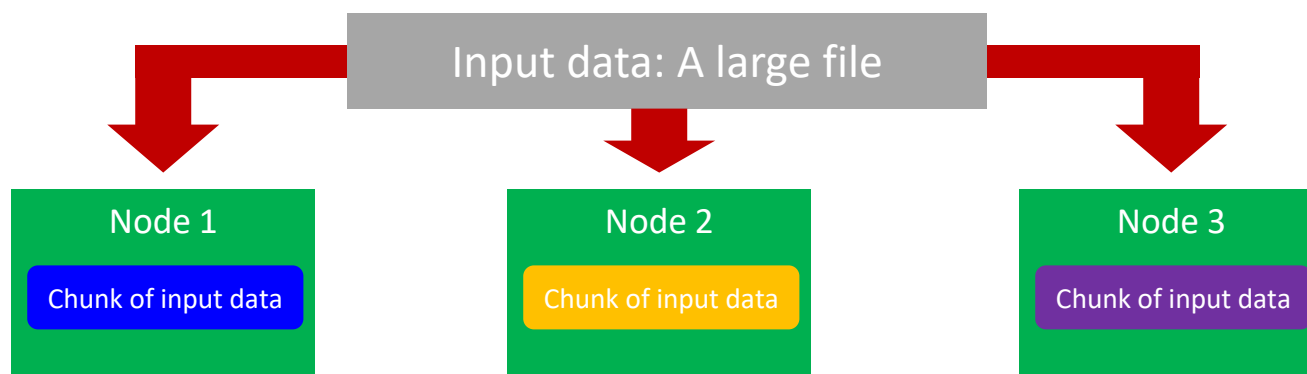 Input data: A large file
Node 1
Node 2
Node 3
Chunk of input data
Chunk of input data
Chunk of input data